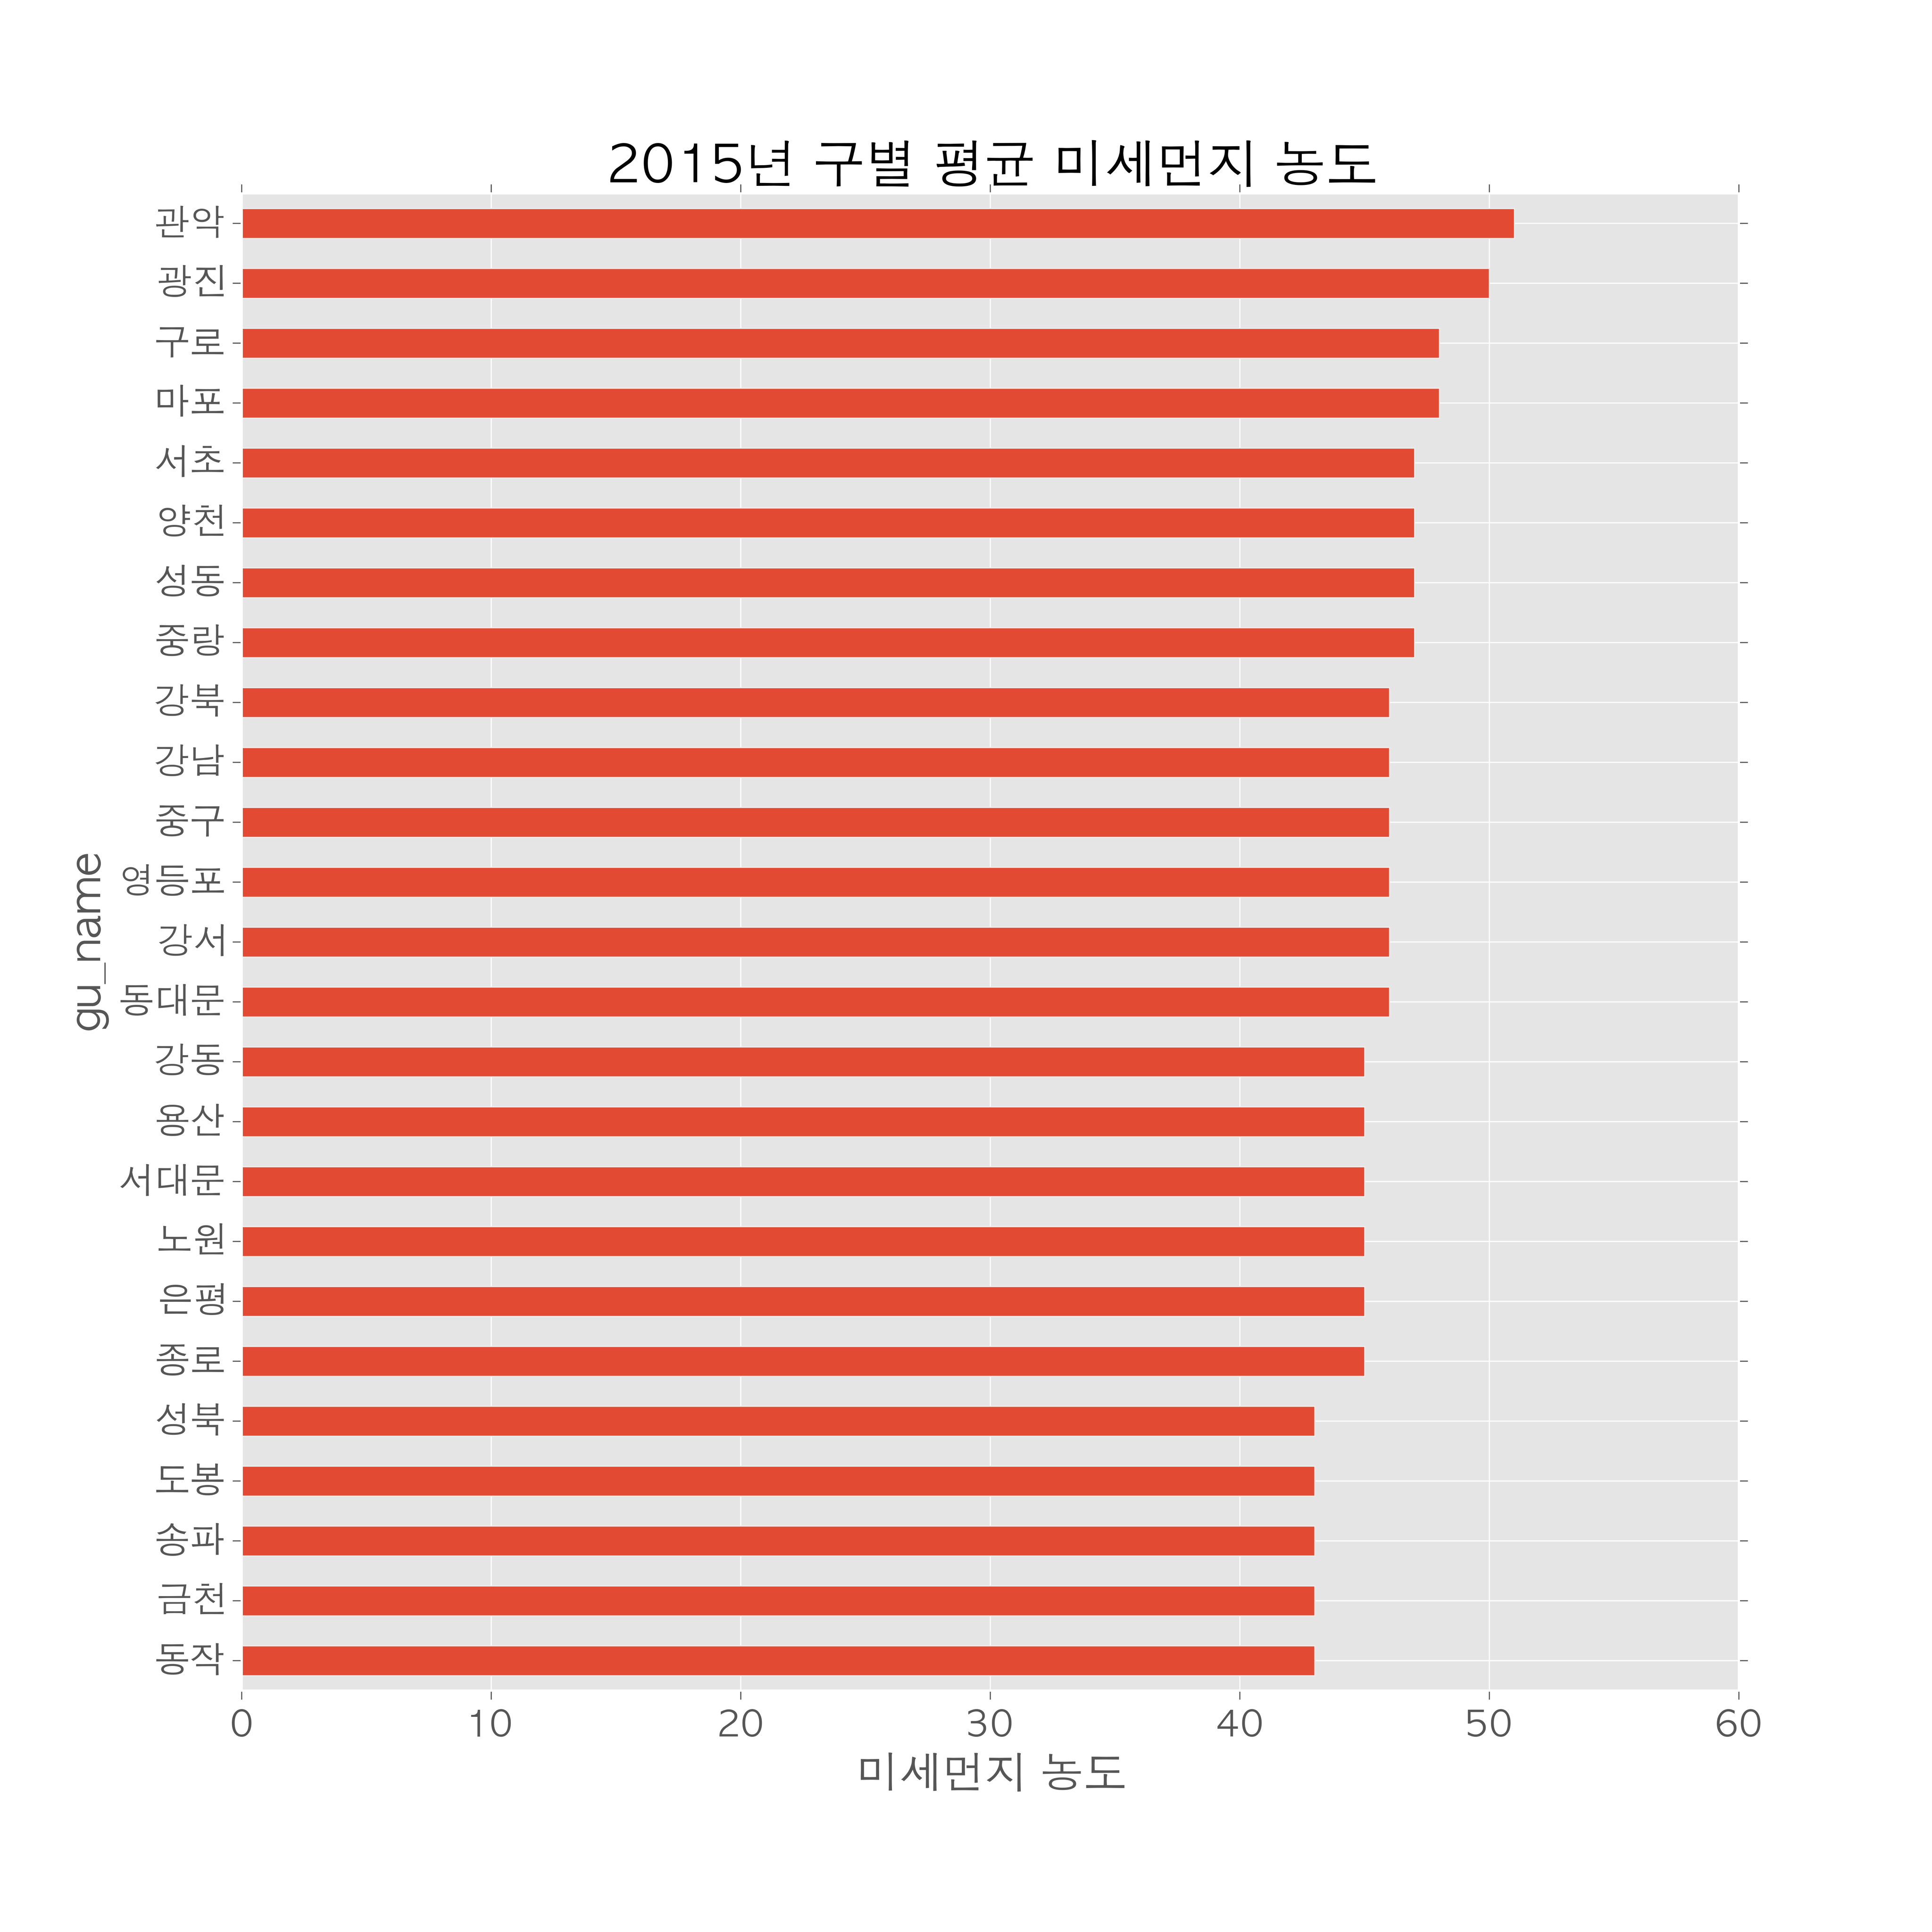 2015년 구별 평균 미세먼지 농도
관악
광진
구로
마포
서초
양천
성동
중랑
강북
강남
중구
영등포
강서
동대문
강동
용산
서대문
노원
은평
종로
성북
도봉
송파
금천
동작
gu_name
0 10 20 30 40 50 60
미세먼지 농도